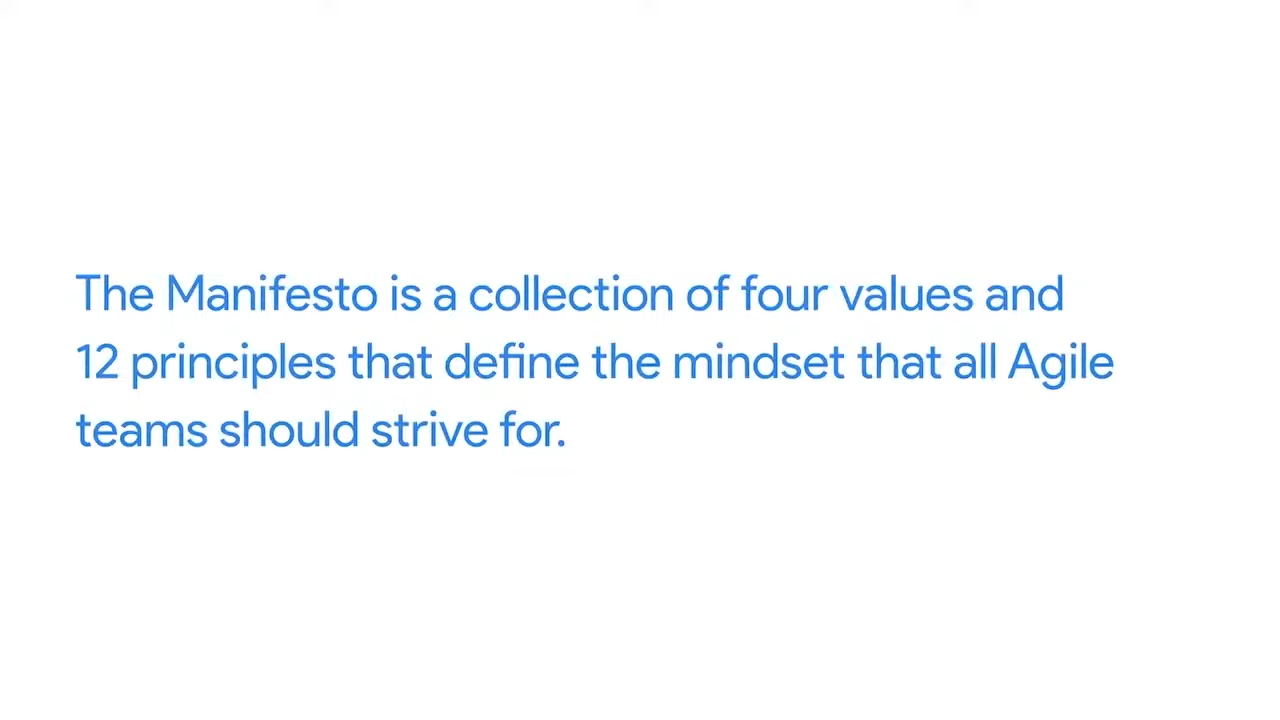 The Manifesto is a collection of four values and
12 principles that define the mindset that all Agile
teams should strive for.